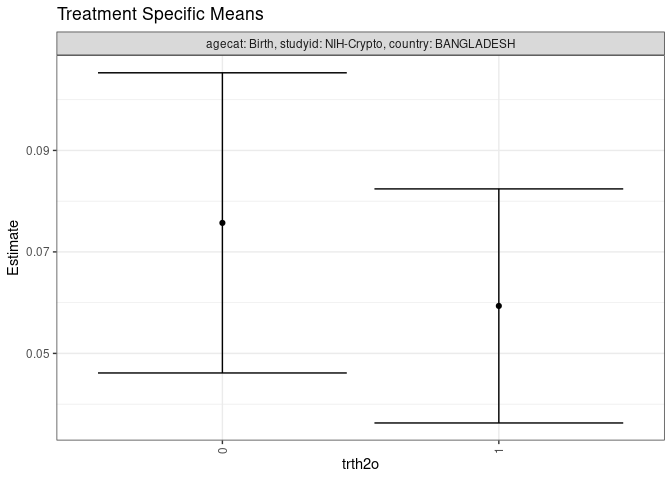 Treatment Specific Means
agecat: Birth, studyid: NIH-Crypto, country: BANGLADESH
0.09
0.07
0.05
Estimate
0
1
trth2o